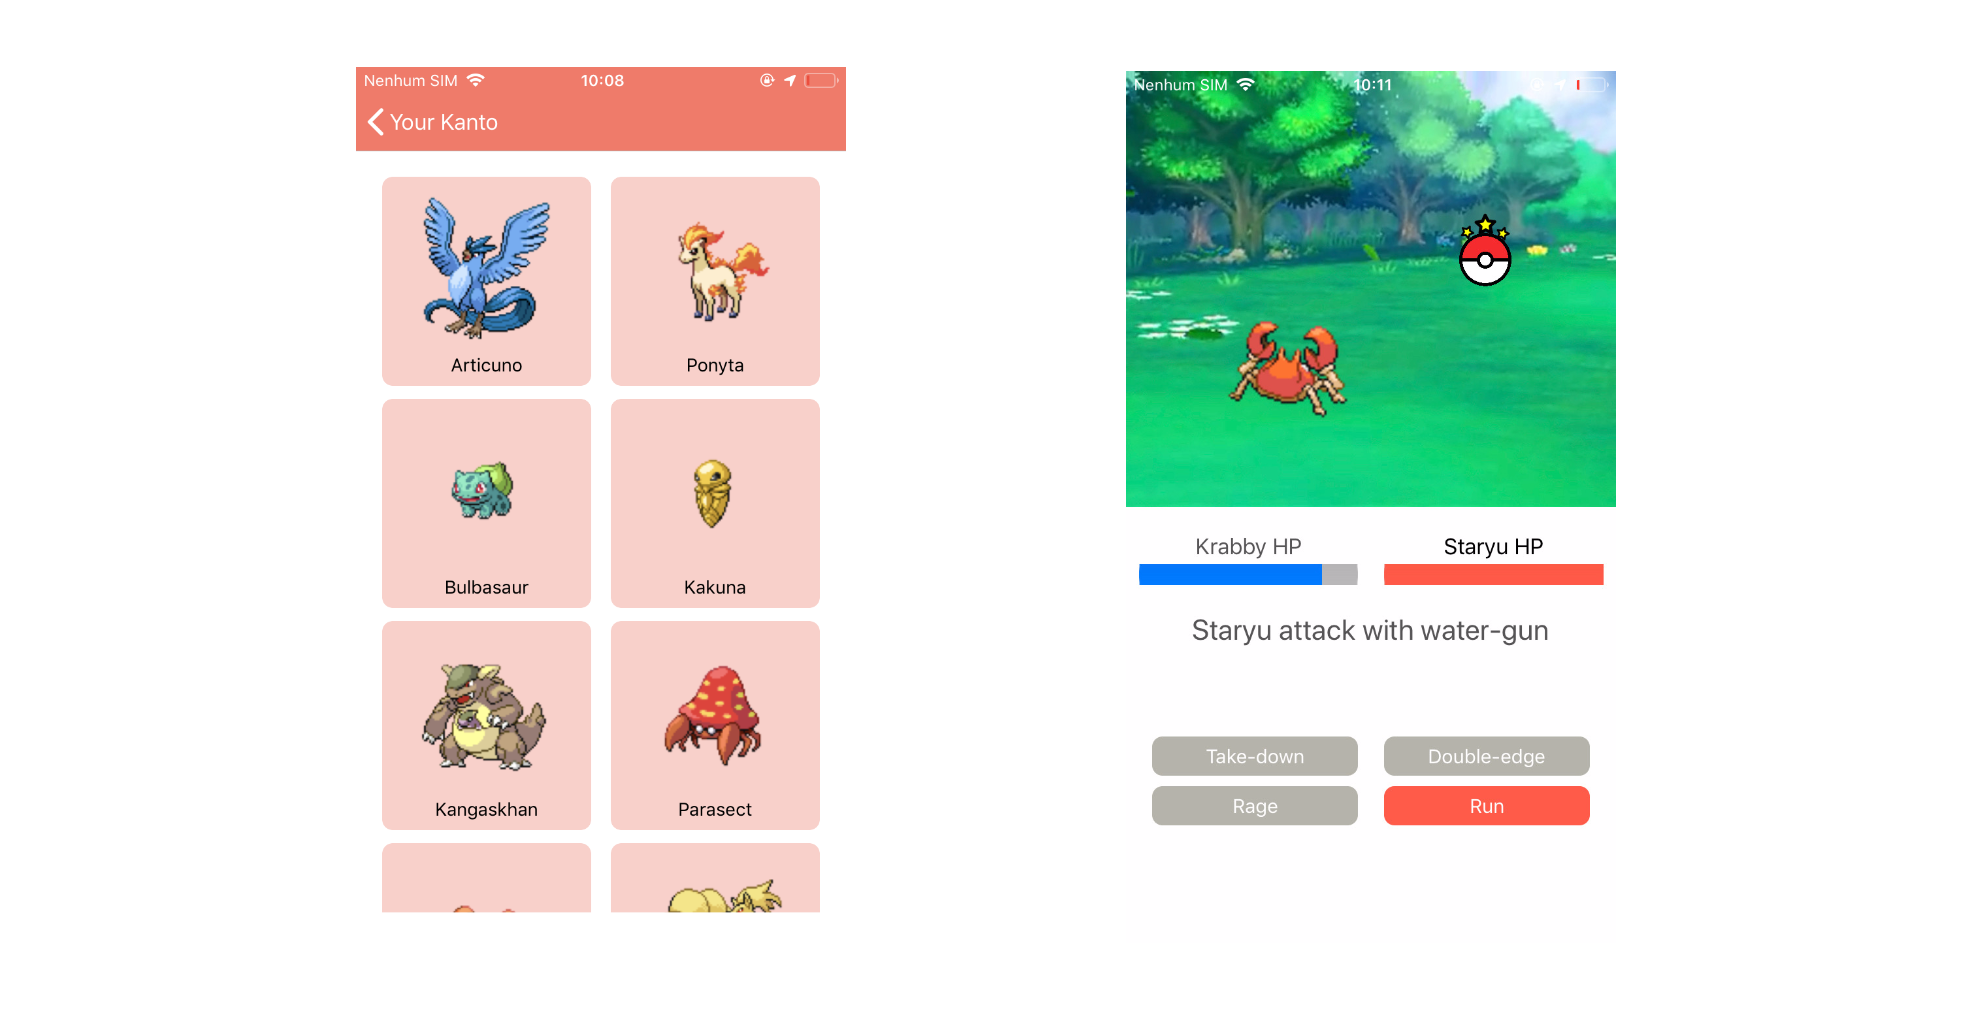 Nenhum SIM 10:08
Your Kanto
Articuno
Ponyta
Bulbasaur
Kakuna
Kangaskhan
Parasect
Nenhum SIM 10:11
Krabby HP
Staryu HP
Staryu attack with water-gun
Take-down
Double-edge
Rage
Run